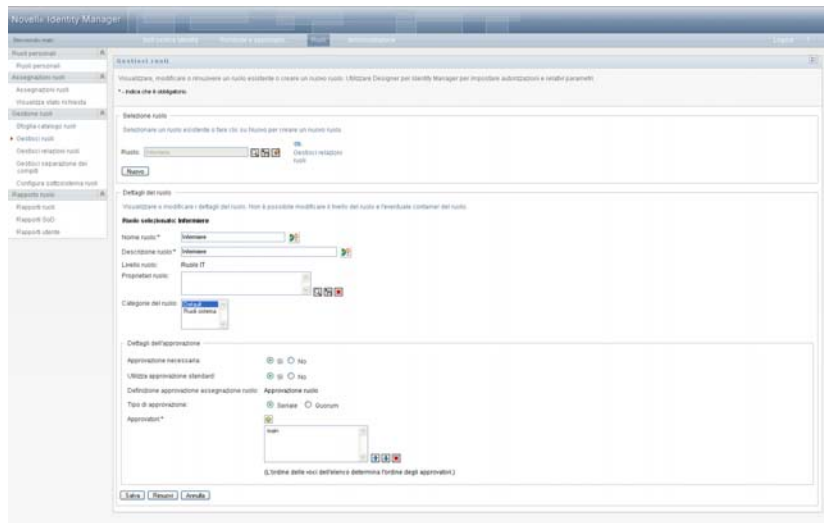 Novell® Identity Manager
Ruoli
Logout
Ruoli personali
Ruoli personali
Assegnazioni ruoli
Assegnazioni ruoli
Visualizza stato richiesta
Gestione ruoli
Sfoglia catalogo ruoli
Gestisci ruoli
Gestisci relazioni ruoli
Gestisci separazione dei compiti
Configura sottosistema ruoli
Rapporti ruolo
Rapporti ruoli
Rapporti SoD
Rapporti utente
Gestisci ruoli
Visualizzare, modificare o rimuovere un ruolo esistente o creare un nuovo ruolo. Utilizzare Designer per Identity Manager per impostare autorizzazioni e relativi parametri.
* - indica che è obbligatorio.
Selezione ruolo
Selezionare un ruolo esistente o fare clic su Nuovo per creare un nuovo ruolo.
Ruolo: Infermiere
Gestisci relazioni ruoli
Nuovo
Dettagli del ruolo
Visualizzare o modificare i dettagli del ruolo. Non è possibile modificare il livello del ruolo e l'eventuale container del ruolo.
Ruolo selezionato: Infermiere
Nome ruolo:* Infermiere
Descrizione ruolo:* Infermiere
Livello ruolo: Ruolo IT
Proprietari ruolo:
Categorie del ruolo: Default
Ruoli sistema
Dettagli dell'approvazione
Approvazione necessaria: Sì No
Utilizza approvazione standard: Sì No
Definizione approvazione assegnazione ruolo: Approvazione ruolo
Tipo di approvazione: Seriale Quorum
Approvatori:*
(L'ordine delle voci dell'elenco determina l'ordine degli approvatori.)
Salva Rimuovi Annulla